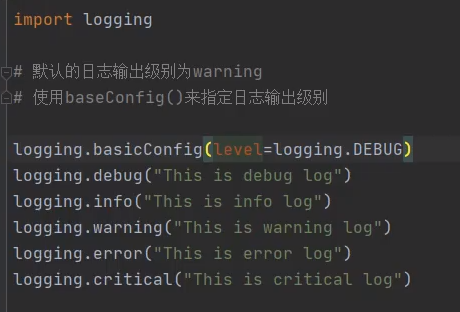 import logging
# 默认的日志输出级别为warning
# 使用baseConfig()来指定日志输出级别
logging.basicConfig(level=logging.DEBUG)
logging.debug("This is debug log")
logging.info("This is info log")
logging.warning("This is warning log")
logging.error("This is error log")
logging.critical("This is critical log")